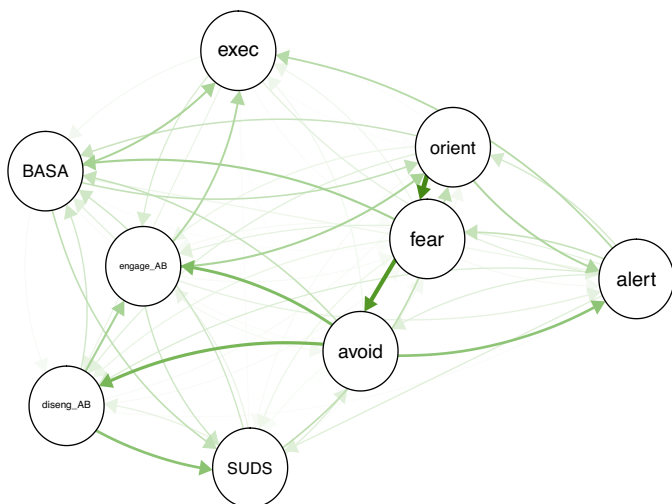 exec
orient
BASA
fear
engage_AB
alert
avoid
diseng_AB
SUDS